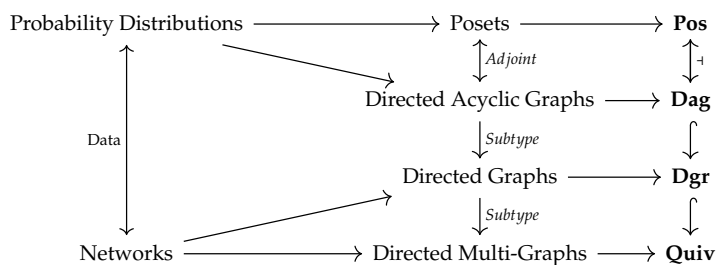 Probability Distributions Posets Pos
Adjoint ⊣
Directed Acyclic Graphs Dag
Data Subtype
Directed Graphs Dgr
Subtype
Networks Directed Multi-Graphs Quiv